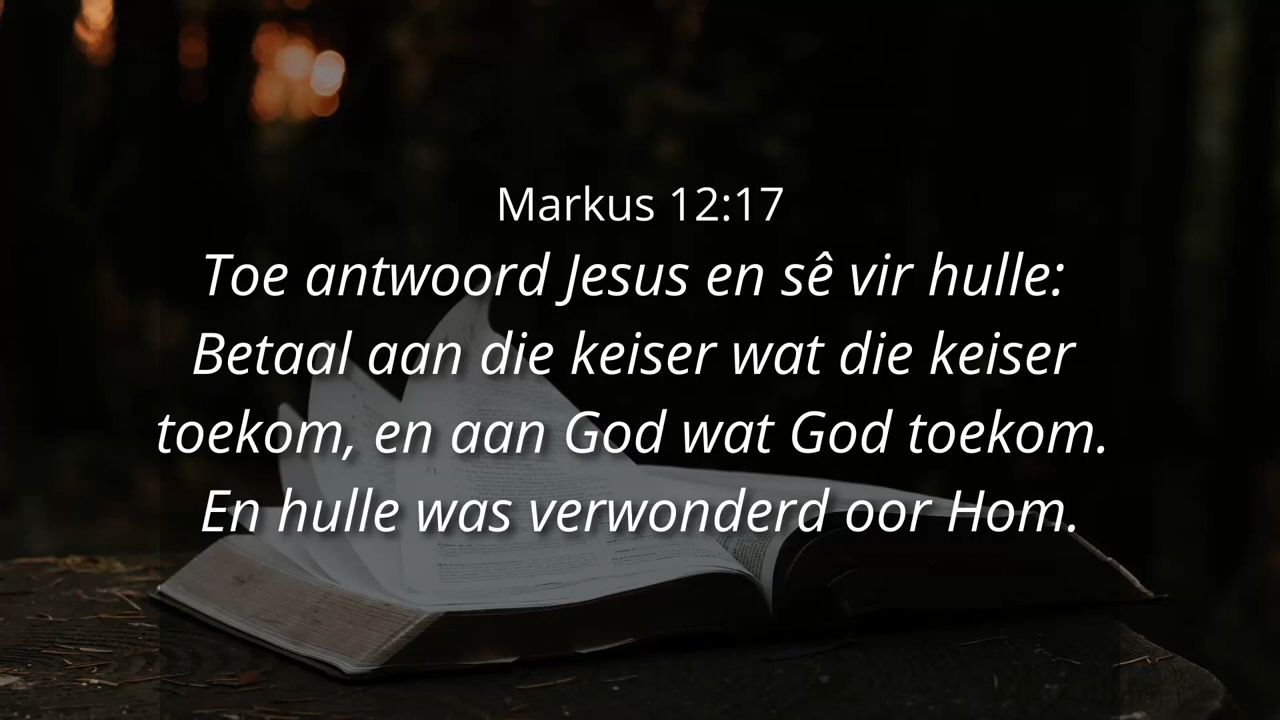 Markus 12:17
Toe antwoord Jesus en sê vir hulle:
Betaal aan die keiser wat die keiser
toekom, en aan God wat God toekom.
En hulle was verwonderd oor Hom.